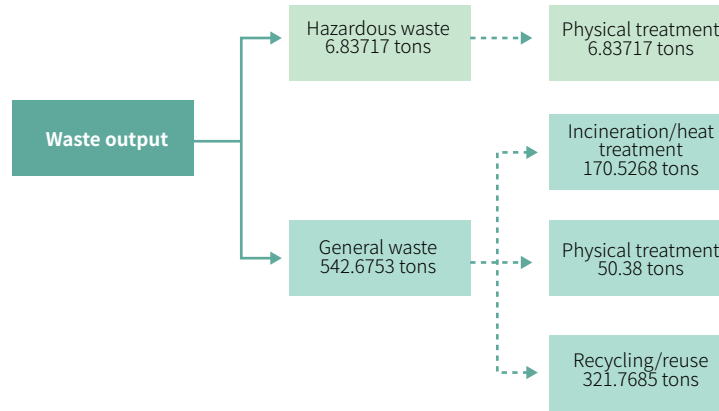 Waste output
Hazardous waste
6.83717 tons
Physical treatment
6.83717 tons
General waste
542.6753 tons
Incineration/heat
treatment
170.5268 tons
Physical treatment
50.38 tons
Recycling/reuse
321.7685 tons